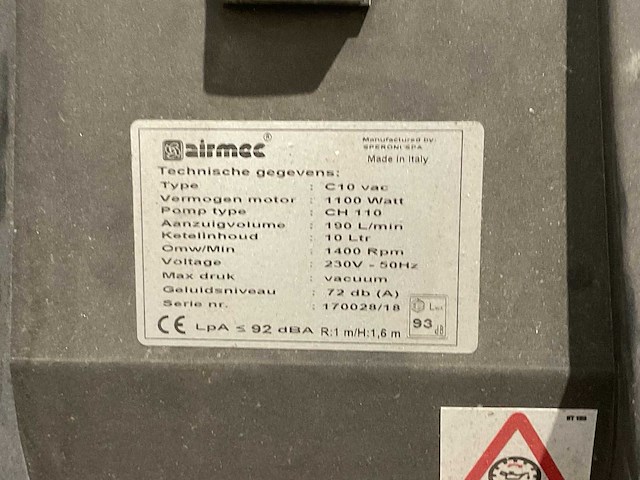 airmec®
Manufactured by:
SPERONI SPA
Made in Italy
Technische gegevens:
Type : C10 vac
Vermogen motor : 1100 Watt
Pomp type : CH 110
Aanzuigvolume : 190 L/min
Ketelinhoud : 10 Ltr
Omw/Min : 1400 Rpm
Voltage : 230V - 50Hz
Max druk : vacuum
Geluidsniveau : 72 db (A)
Serie nr. : 170028/18
CE LpA ≤ 92 dBA R:1 m/H:1,6 m
93
dB